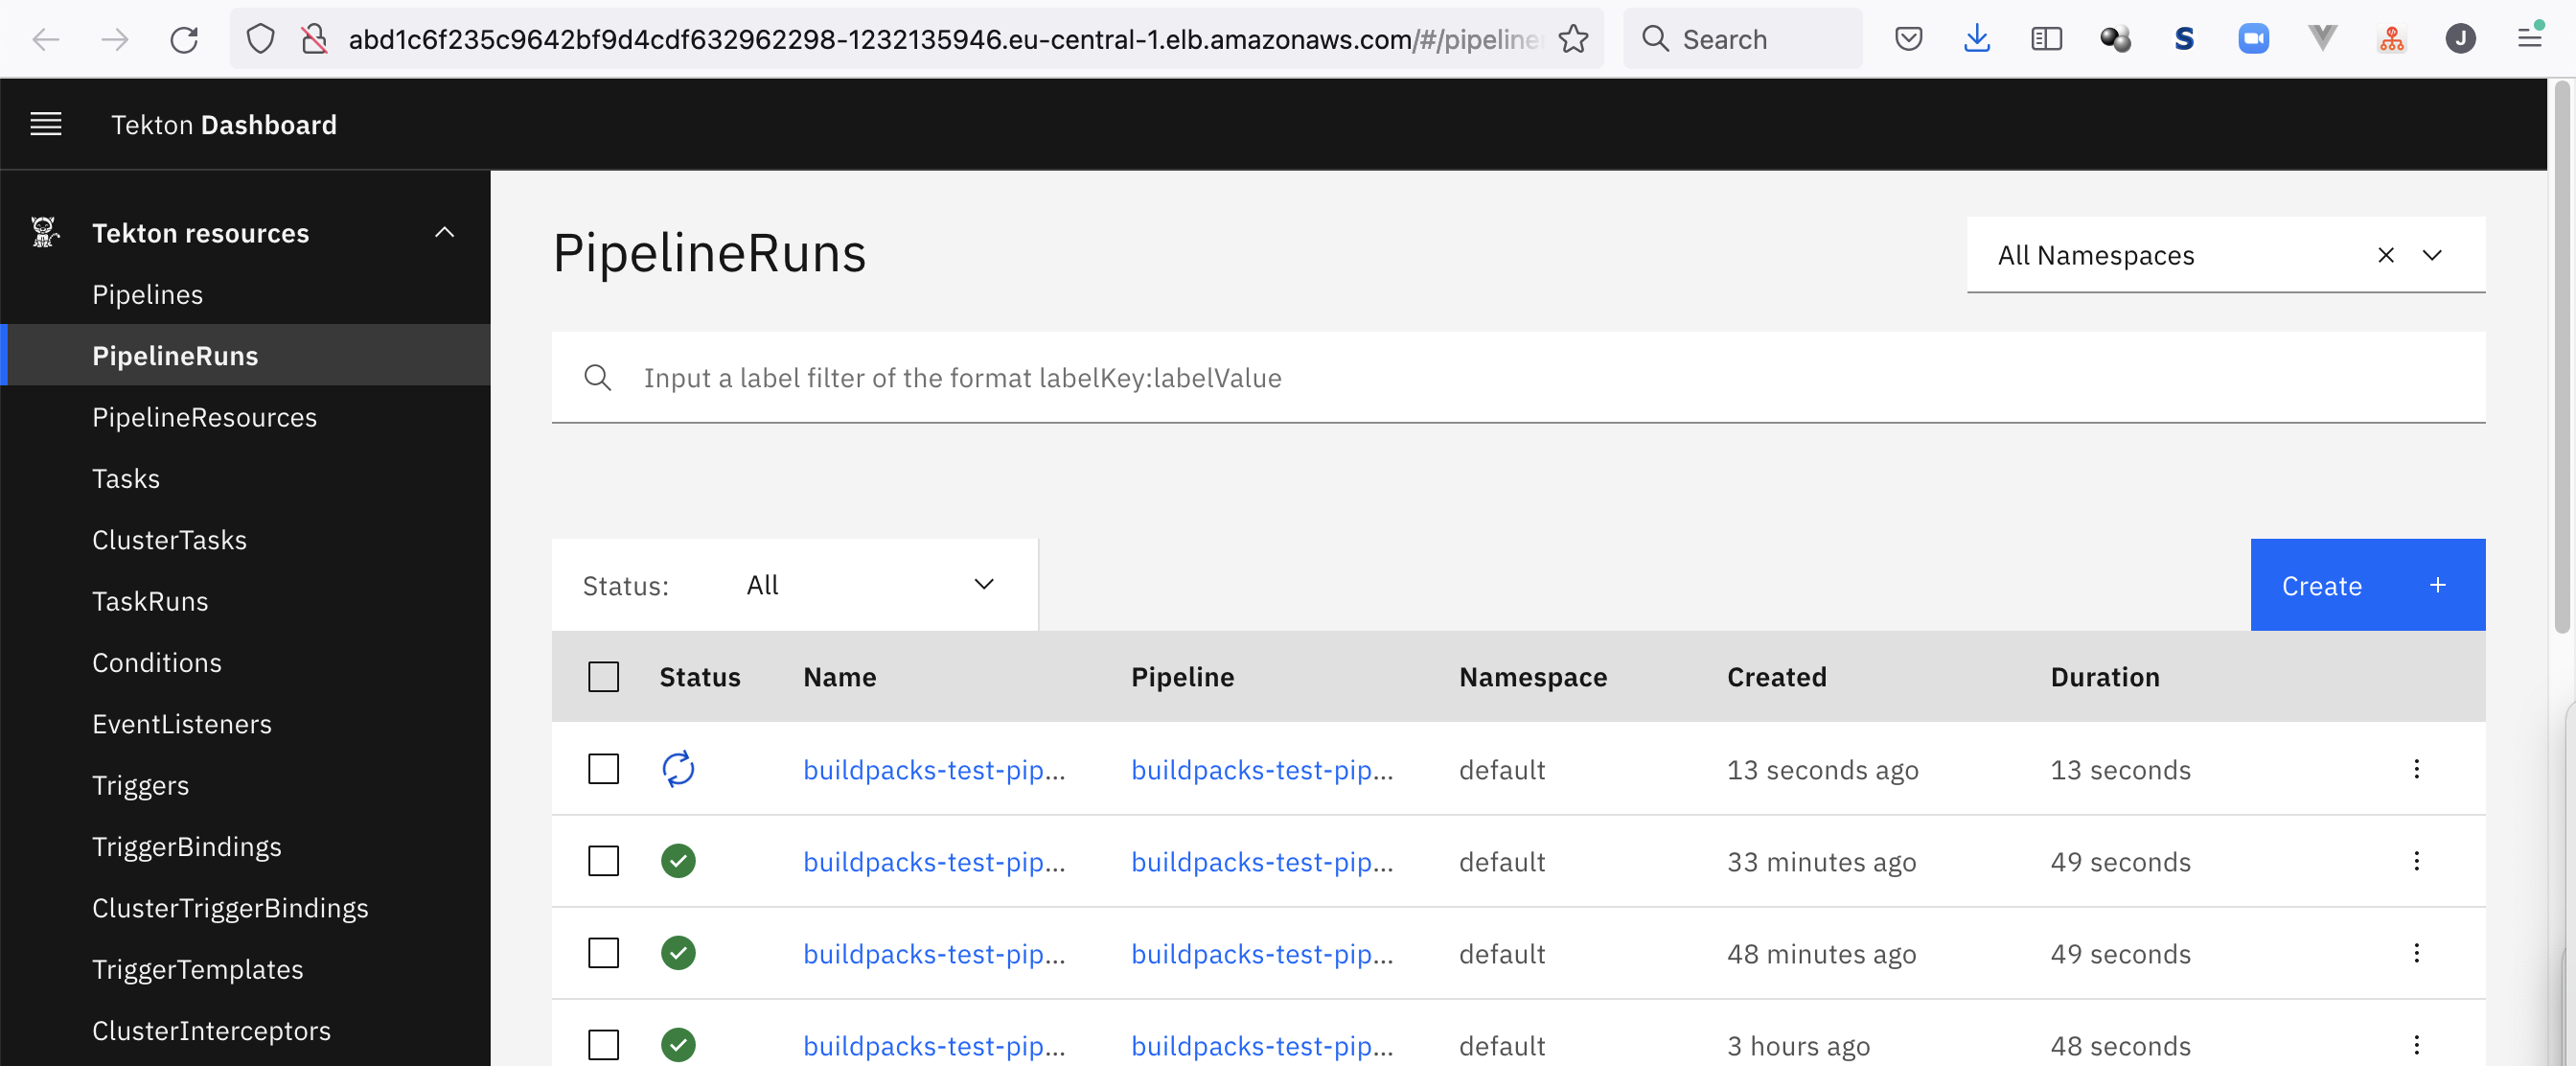 abd1c6f235c9642bf9d4cdf632962298-1232135946.eu-central-1.elb.amazonaws.com/#/pipeline
Search
S
J
Tekton Dashboard
Tekton resources
Pipelines
PipelineRuns
PipelineResources
Tasks
ClusterTasks
TaskRuns
Conditions
EventListeners
Triggers
TriggerBindings
ClusterTriggerBindings
TriggerTemplates
ClusterInterceptors
PipelineRuns
All Namespaces
Input a label filter of the format labelKey:labelValue
Status: All
Create +
Status Name Pipeline Namespace Created Duration
buildpacks-test-pip... buildpacks-test-pip... default 13 seconds ago 13 seconds
buildpacks-test-pip... buildpacks-test-pip... default 33 minutes ago 49 seconds
buildpacks-test-pip... buildpacks-test-pip... default 48 minutes ago 49 seconds
buildpacks-test-pip... buildpacks-test-pip... default 3 hours ago 48 seconds